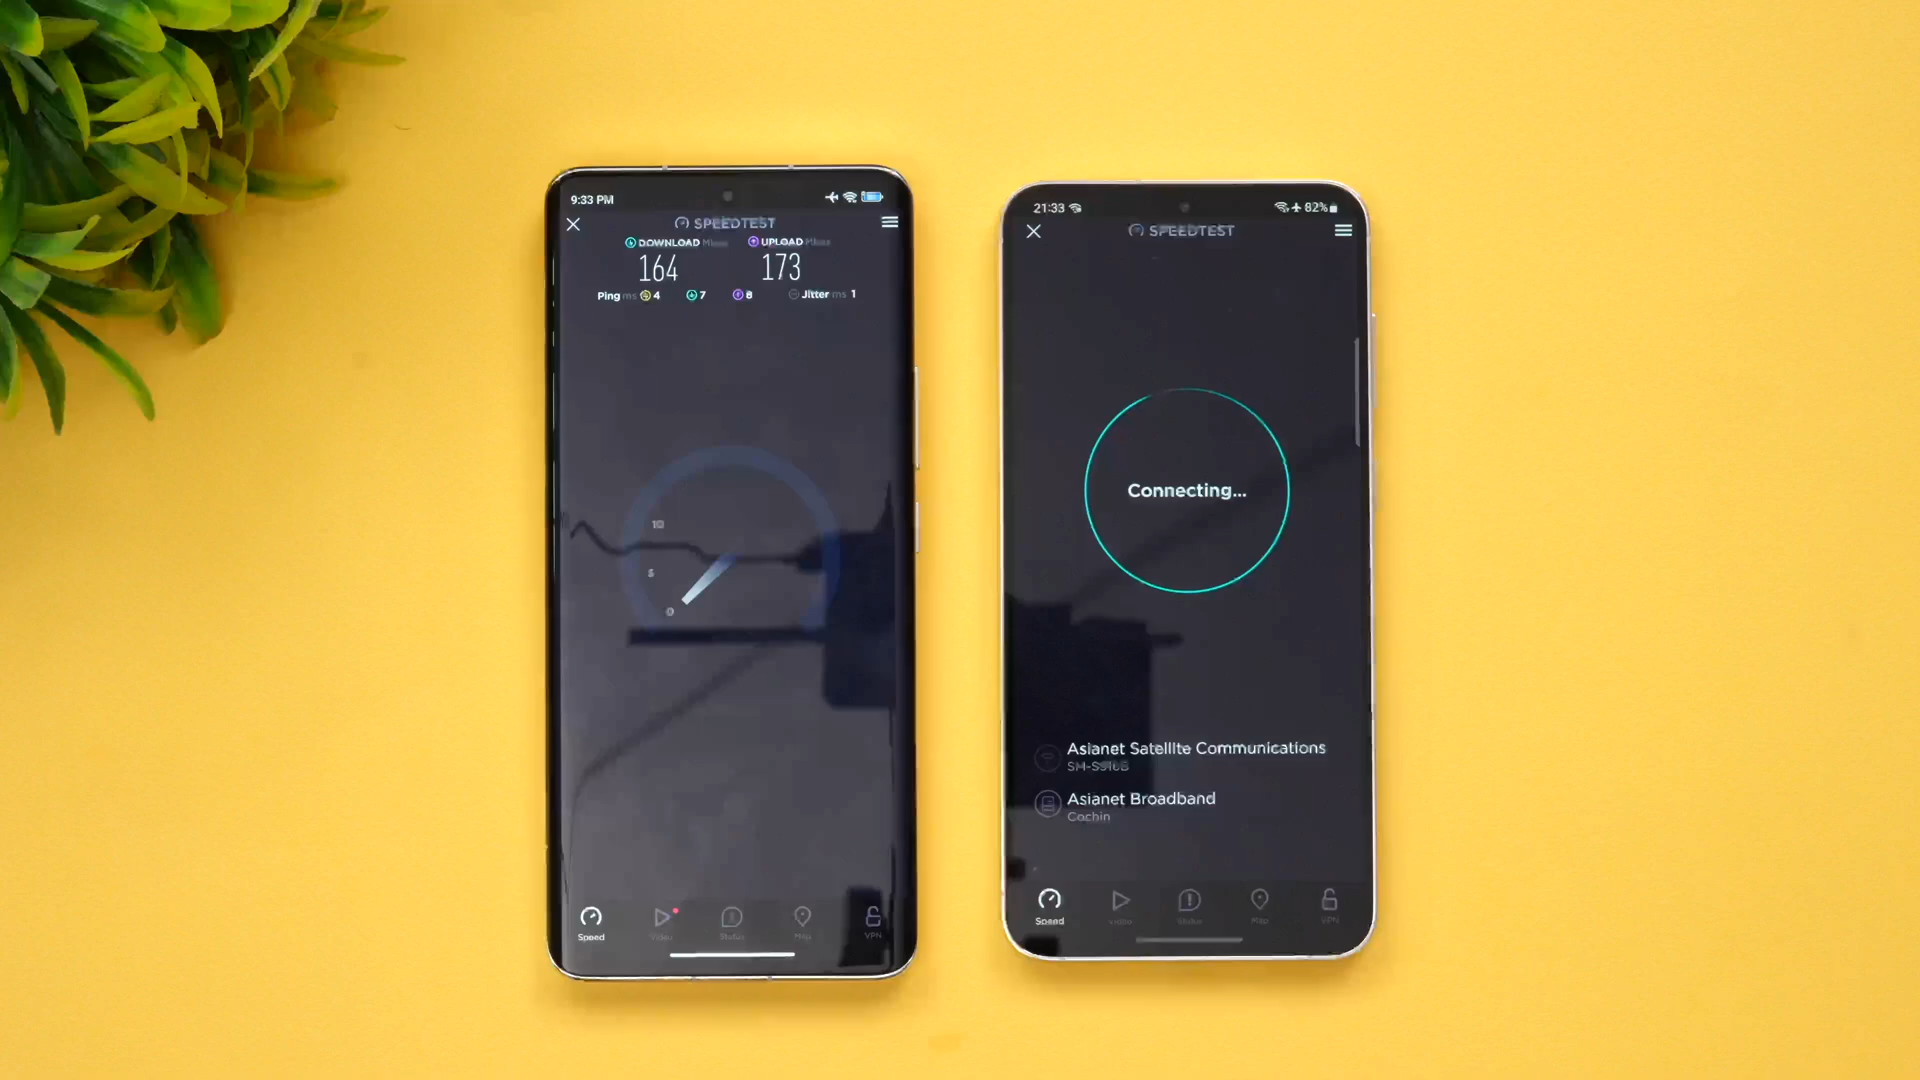 9:33 PM
SPEEDTEST
DOWNLOAD Mbps UPLOAD Mbps
164 173
Ping ms 4 7 8 Jitter ms 1
10
5
0
Speed Video Status Map VPN
21:33 82%
SPEEDTEST
Connecting...
Asianet Satellite Communications
Asianet Broadband
Cochin
Speed Video Status Map VPN